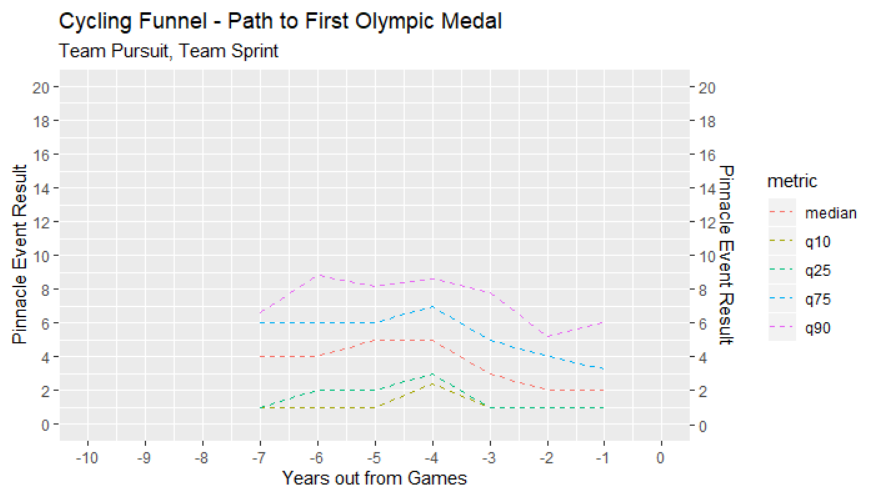 Cycling Funnel - Path to First Olympic Medal
Team Pursuit, Team Sprint
Pinnacle Event Result
20
18
16
14
12
10
8
6
4
2
0
20
18
16
14
12
10
8
6
4
2
0
Pinnacle Event Result
-10 -9 -8 -7 -6 -5 -4 -3 -2 -1 0
Years out from Games
metric
median
q10
q25
q75
q90